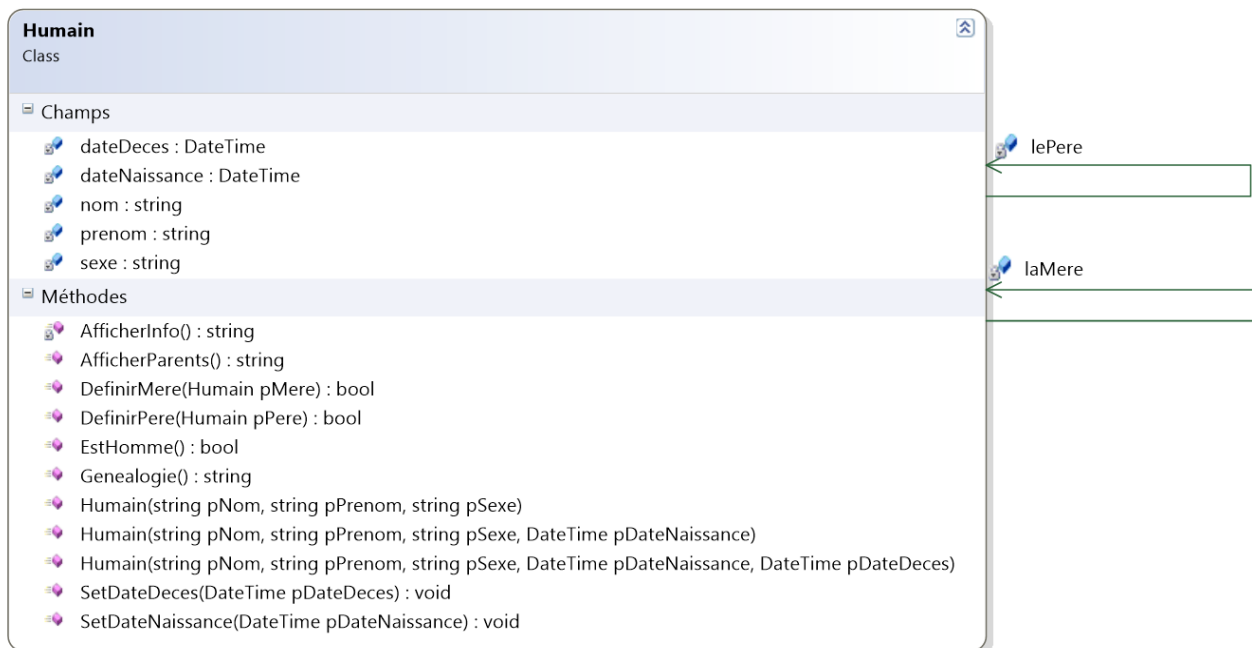 Humain
Class
Champs
dateDeces : DateTime
dateNaissance : DateTime
nom : string
prenom : string
sexe : string
Méthodes
AfficherInfo() : string
AfficherParents() : string
DefinirMere(Humain pMere) : bool
DefinirPere(Humain pPere) : bool
EstHomme() : bool
Genealogie() : string
Humain(string pNom, string pPrenom, string pSexe)
Humain(string pNom, string pPrenom, string pSexe, DateTime pDateNaissance)
Humain(string pNom, string pPrenom, string pSexe, DateTime pDateNaissance, DateTime pDateDeces)
SetDateDeces(DateTime pDateDeces) : void
SetDateNaissance(DateTime pDateNaissance) : void
lePere
laMere